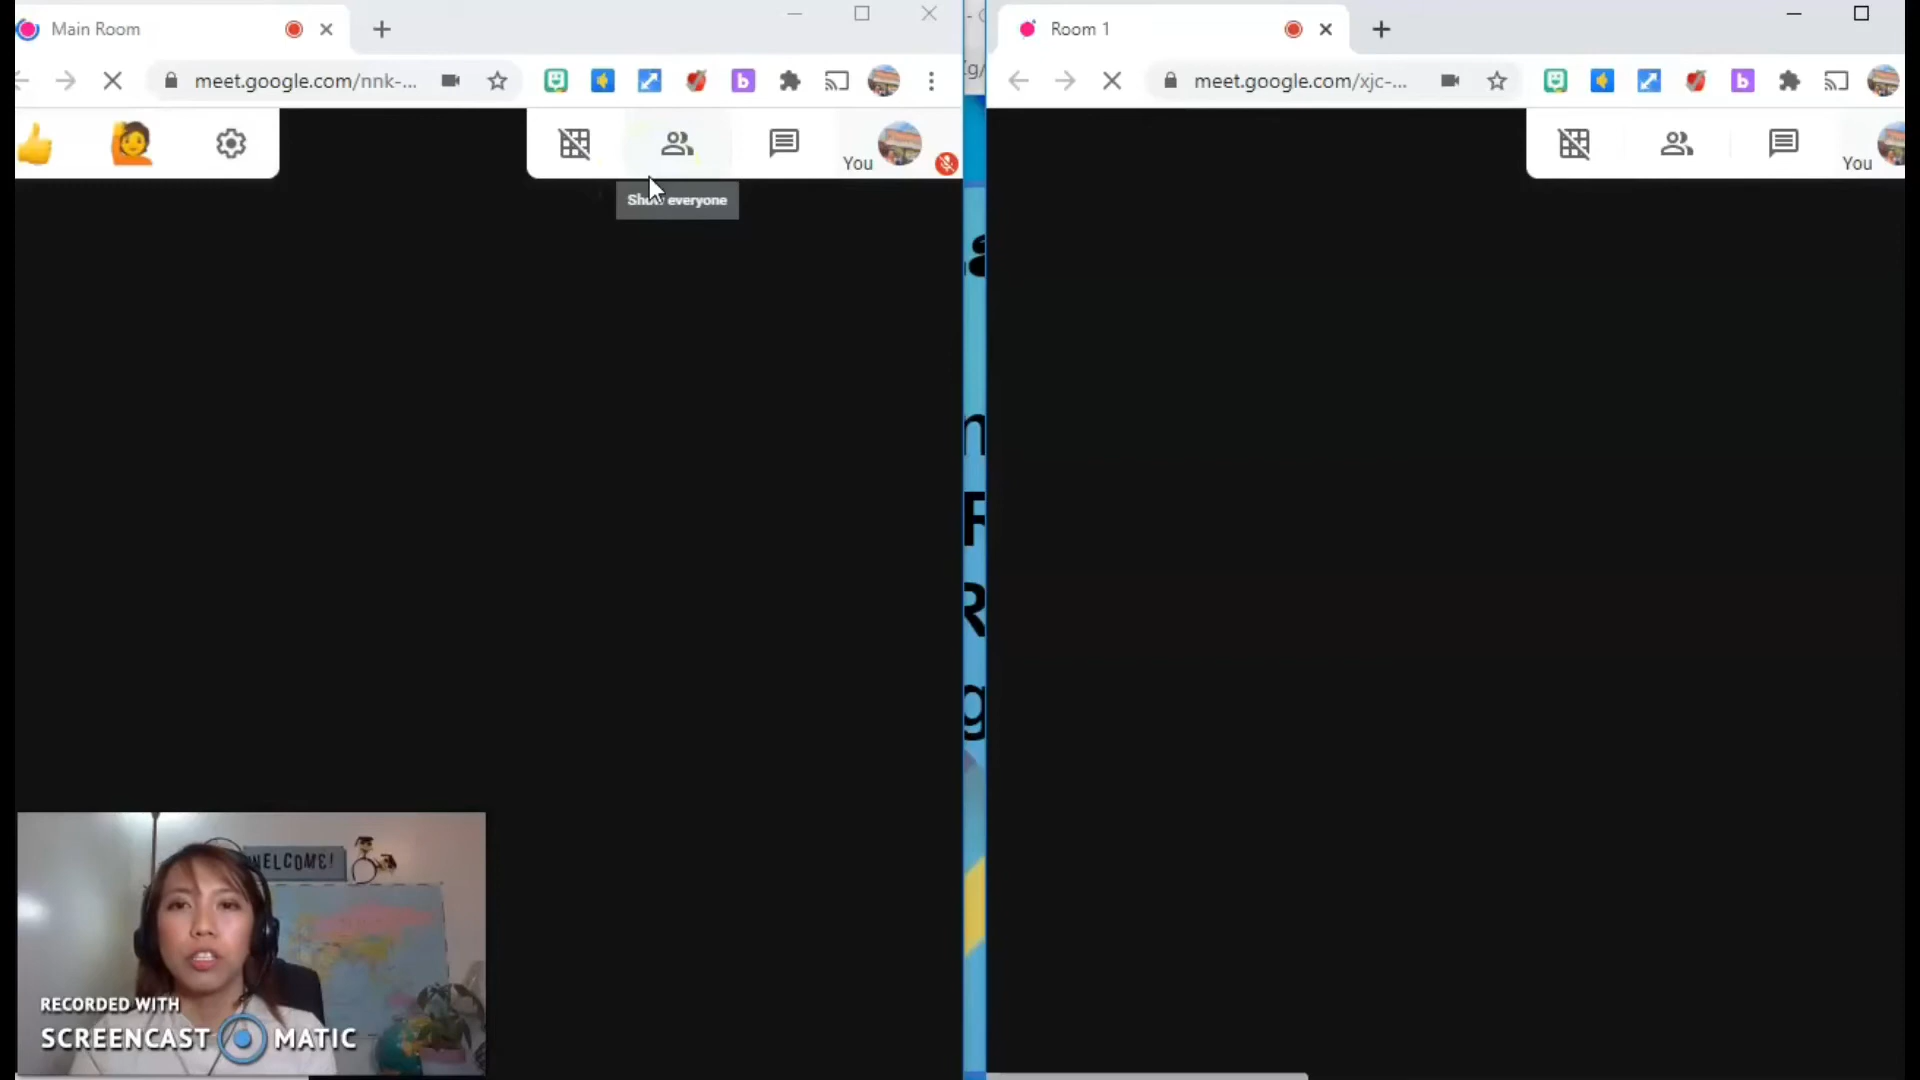 Main Room
meet.google.com/nnk-...
You
Show everyone
Room 1
meet.google.com/xjc-...
You
a
n
F
R
g
WELCOME!
RECORDED WITH
SCREENCAST MATIC